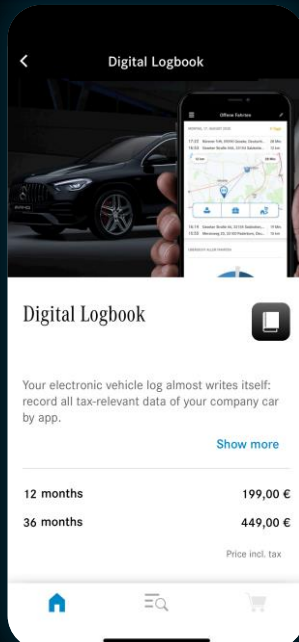 Digital Logbook
Offene Fahrten
Digital Logbook
Your electronic vehicle log almost writes itself:
record all tax-relevant data of your company car
by app.
Show more
12 months 199,00 €
36 months 449,00 €
Price incl. tax